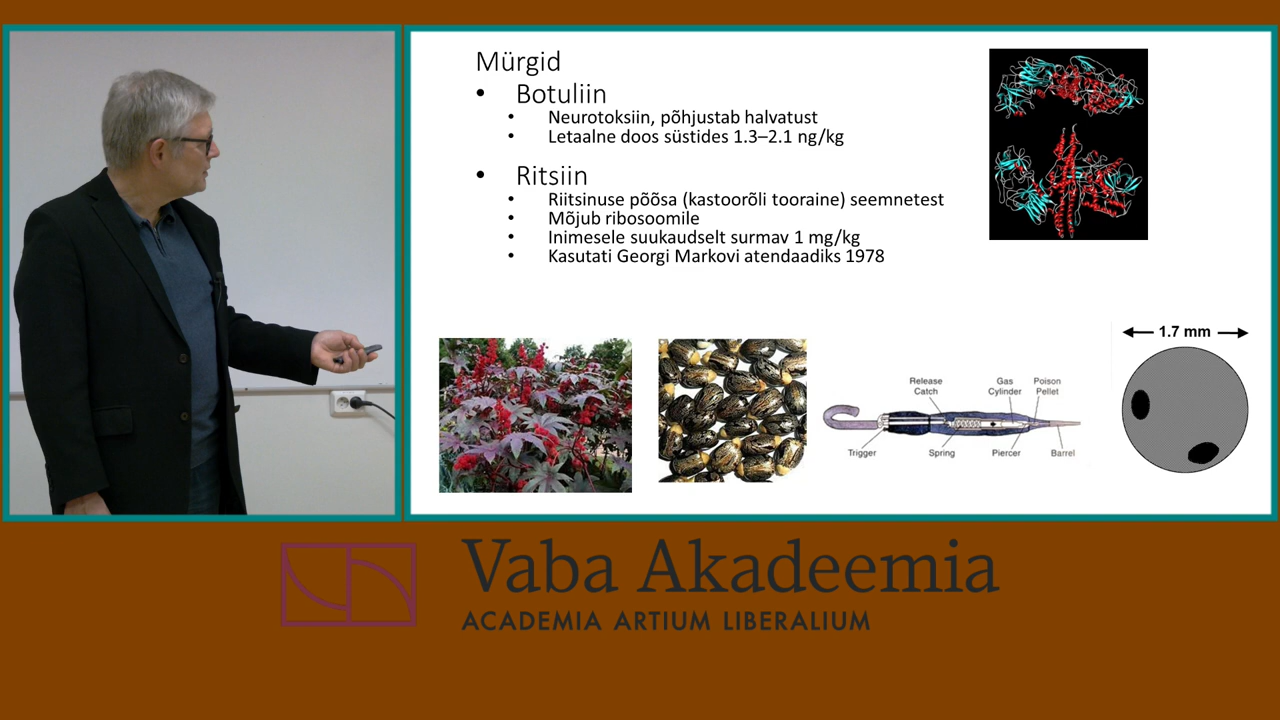 Mürgid
• Botuliin
• Neurotoksiin, põhjustab halvatust
• Letaalne doos süstides 1.3–2.1 ng/kg
• Ritsiin
• Riitsinuse põõsa (kastoorõli tooraine) seemnetest
• Mõjub ribosoomile
• Inimesele suukaudselt surmav 1 mg/kg
• Kasutati Georgi Markovi atendaadiks 1978
1.7 mm
Release Catch
Gas Cylinder
Poison Pellet
Trigger
Spring
Piercer
Barrel
Vaba Akadeemia
ACADEMIA ARTIUM LIBERALIUM